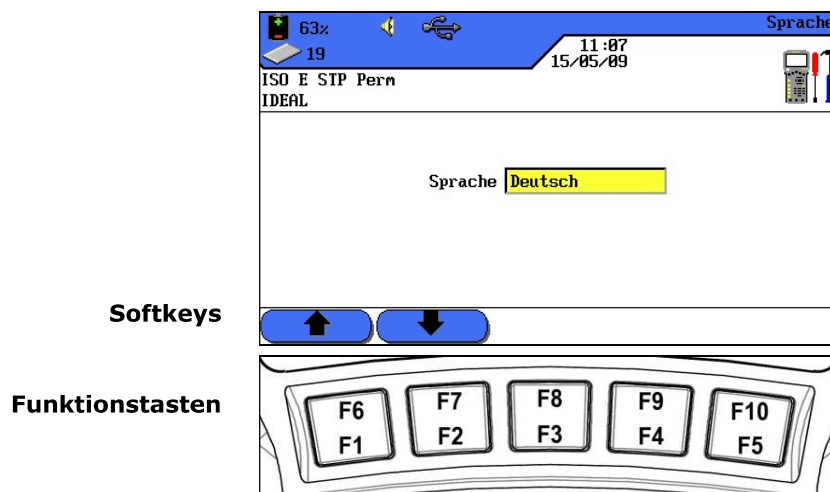 63% Sprache
19 11:07
15/05/09
ISO E STP Perm
IDEAL
Sprache Deutsch
Softkeys
Funktionstasten
F6 F7 F8 F9 F10
F1 F2 F3 F4 F5